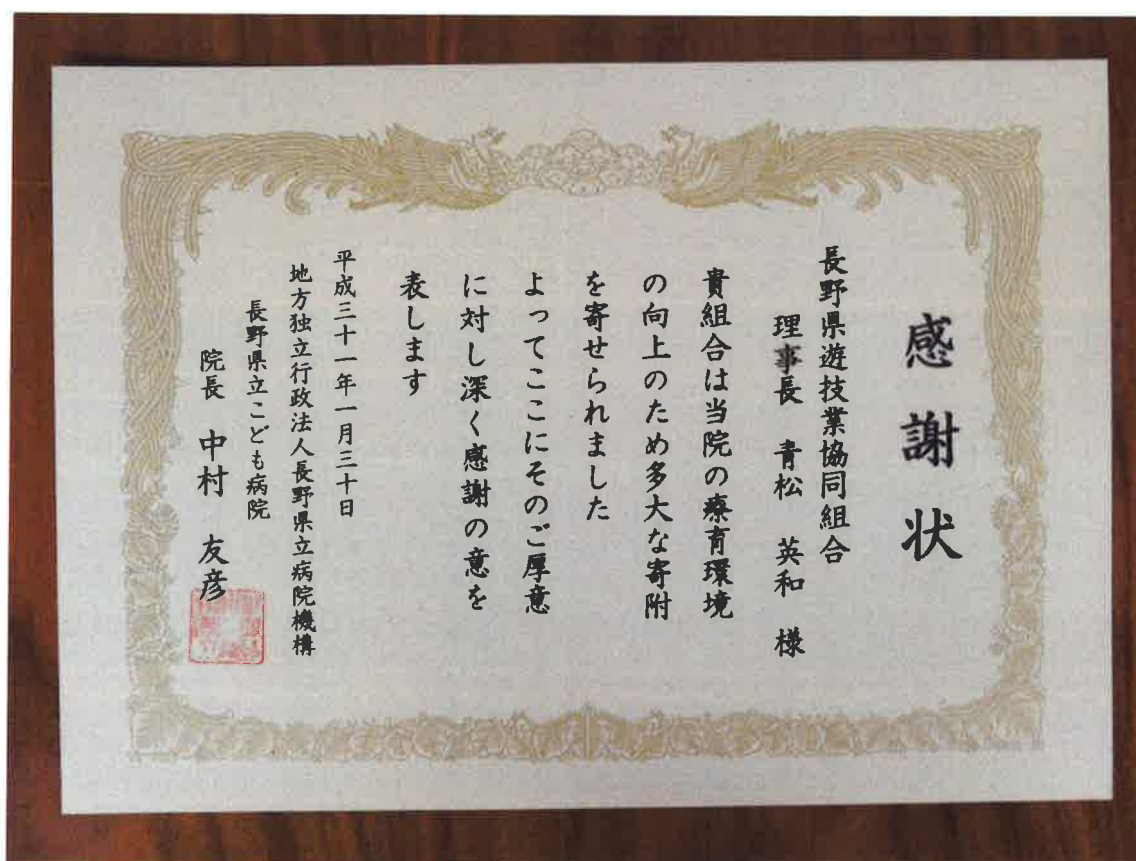 感謝状
長野県遊技業協同組合
理事長 青松 英和 様
貴組合は当院の療育環境
の向上のため多大な寄附
を寄せられました
よってここにそのご厚意
に対し深く感謝の意を
表します
平成三十一年一月三十日
地方独立行政法人長野県立病院機構
長野県立こども病院
院長 中村 友彦